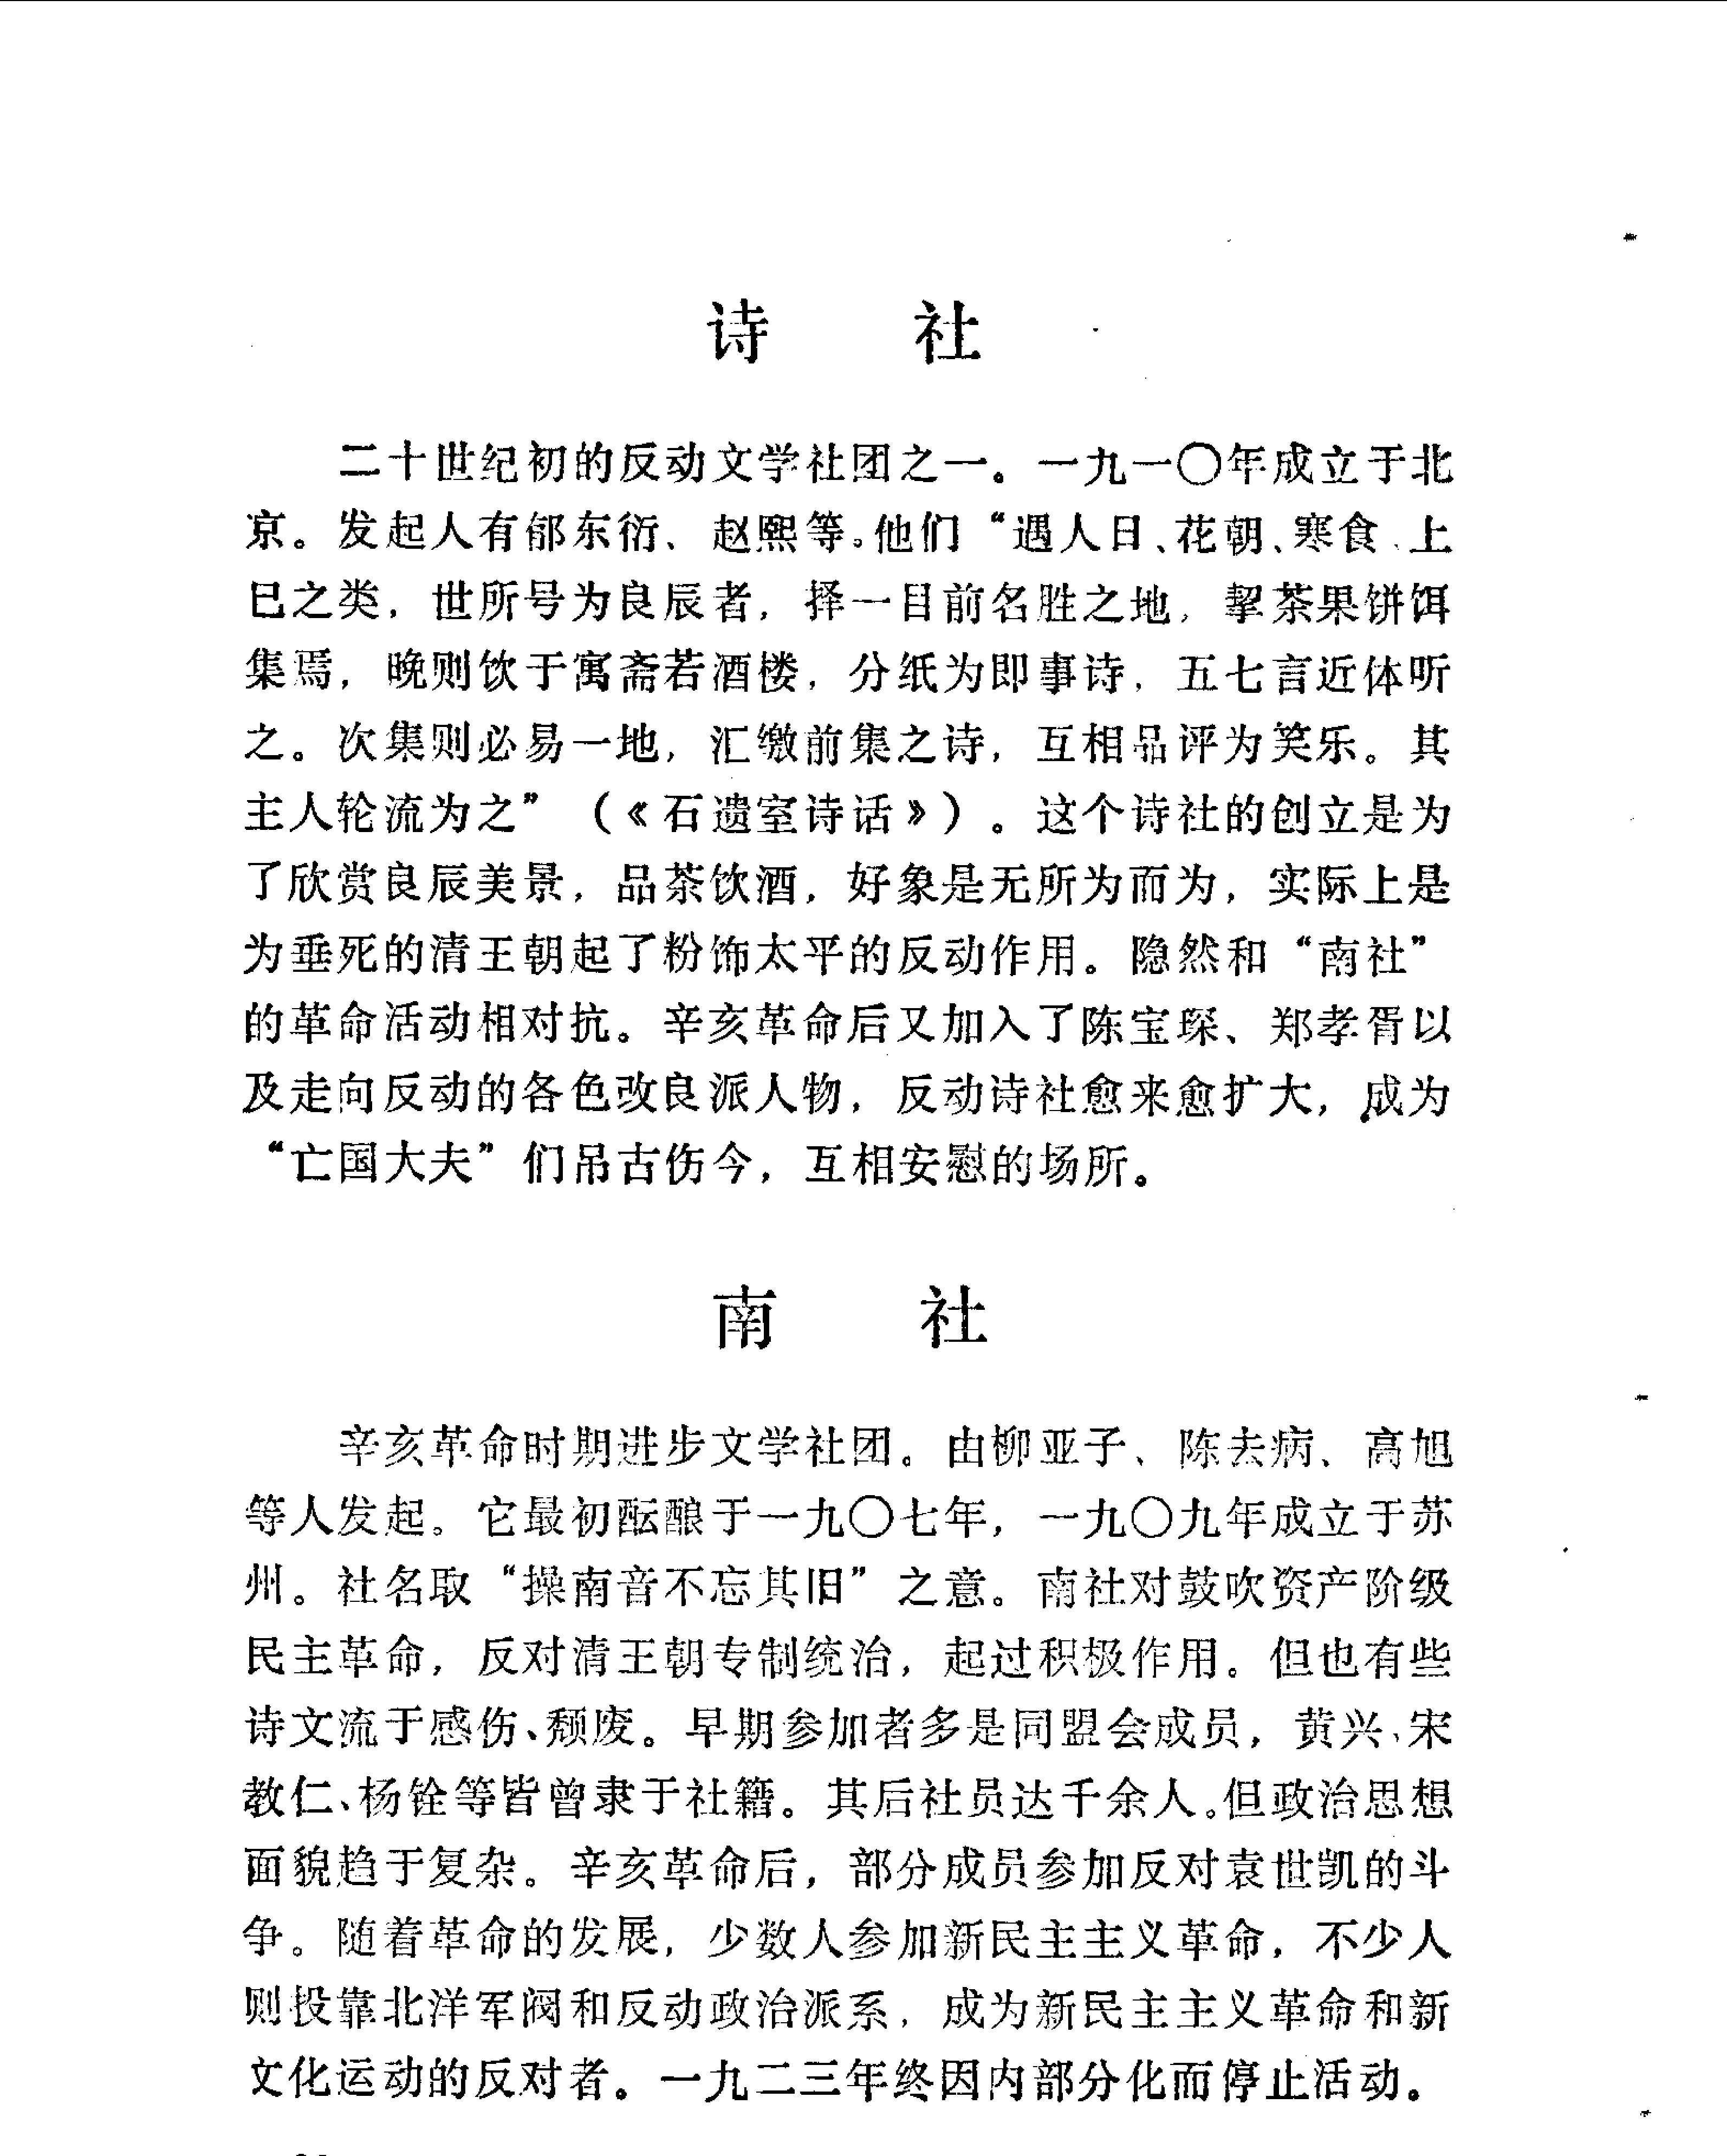 诗 社
二十世纪初的反动文学社团之一。一九一〇年成立于北
京。发起人有郁东衍、赵熙等。他们“遇人日、花朝、寒食、上
巳之类，世所号为良辰者，择一目前名胜之地，挈茶果饼饵
集焉，晚则饮于寓斋若酒楼，分纸为即事诗，五七言近体听
之。次集则必易一地，汇缴前集之诗，互相品评为笑乐。其
主人轮流为之”（《石遗室诗话》）。这个诗社的创立是为
了欣赏良辰美景，品茶饮酒，好象是无所为而为，实际上是
为垂死的清王朝起了粉饰太平的反动作用。隐然和“南社”
的革命活动相对抗。辛亥革命后又加入了陈宝琛、郑孝胥以
及走向反动的各色改良派人物，反动诗社愈来愈扩大，成为
“亡国大夫”们吊古伤今，互相安慰的场所。
南 社
辛亥革命时期进步文学社团。由柳亚子、陈去病、高旭
等人发起。它最初酝酿于一九〇七年，一九〇九年成立于苏
州。社名取“操南音不忘其旧”之意。南社对鼓吹资产阶级
民主革命，反对清王朝专制统治，起过积极作用。但也有些
诗文流于感伤、颓废。早期参加者多是同盟会成员，黄兴、宋
教仁、杨铨等皆曾隶于社籍。其后社员达千余人。但政治思想
面貌趋于复杂。辛亥革命后，部分成员参加反对袁世凯的斗
争。随着革命的发展，少数人参加新民主主义革命，不少人
则投靠北洋军阀和反动政治派系，成为新民主主义革命和新
文化运动的反对者。一九二三年终因内部分化而停止活动。